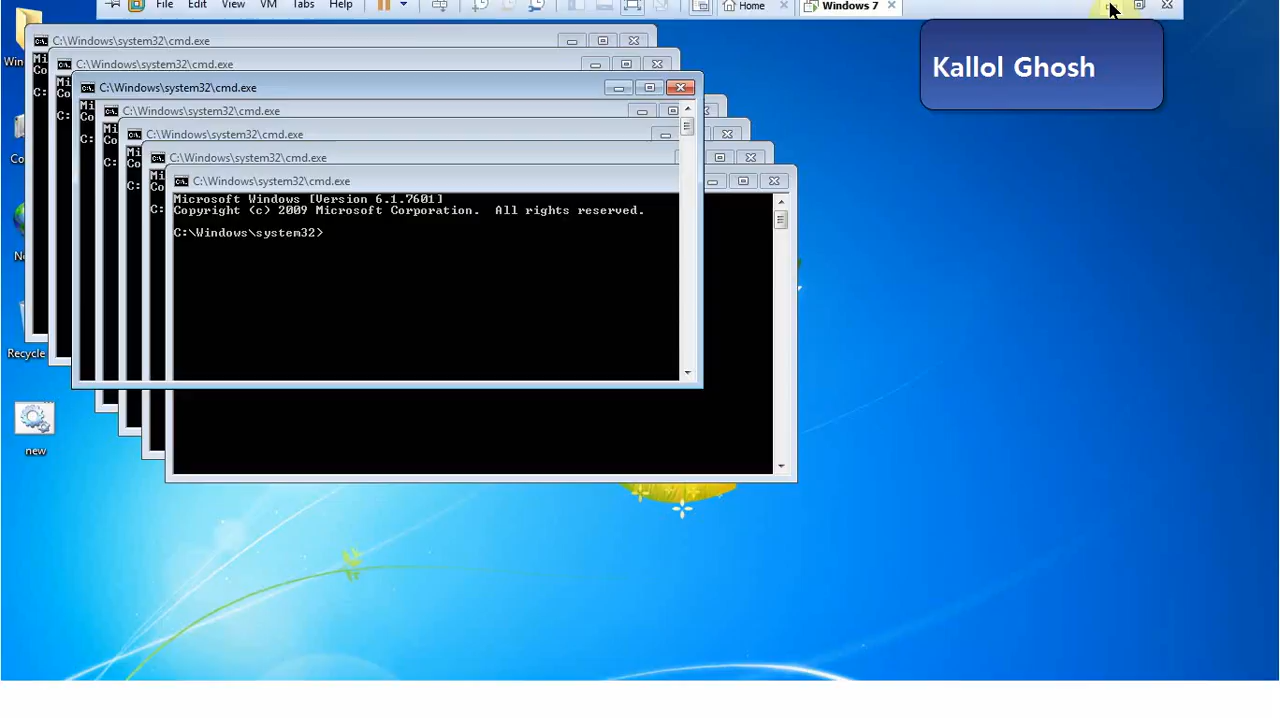 File Edit View VM Tabs Help Home Windows 7
Kallol Ghosh
C:\Windows\system32\cmd.exe
C:\Windows\system32\cmd.exe
C:\Windows\system32\cmd.exe
C:\Windows\system32\cmd.exe
C:\Windows\system32\cmd.exe
C:\Windows\system32\cmd.exe
C:\Windows\system32\cmd.exe
Microsoft Windows [Version 6.1.7601]
Copyright (c) 2009 Microsoft Corporation. All rights reserved.
C:\Windows\system32>
Recycle
new